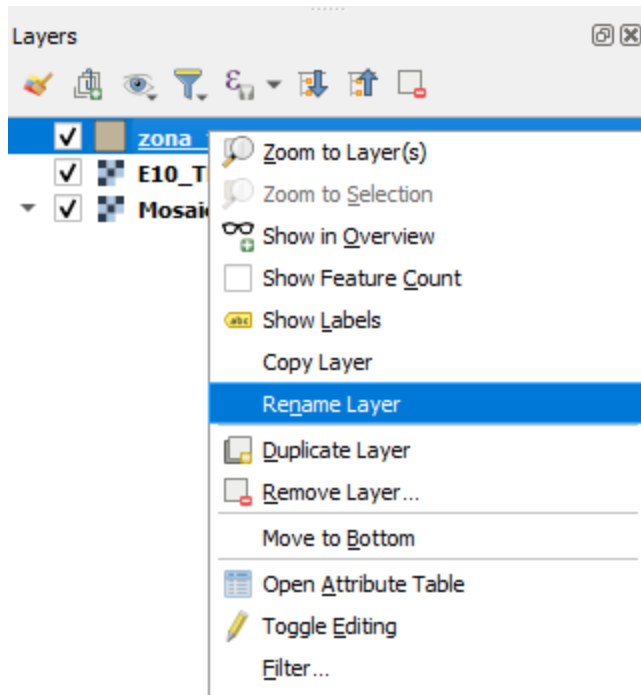 Layers
zona
Zoom to Layer(s)
E10_T
Zoom to Selection
Mosaic
Show in Overview
Show Feature Count
abc Show Labels
Copy Layer
Rename Layer
Duplicate Layer
Remove Layer...
Move to Bottom
Open Attribute Table
Toggle Editing
Filter...